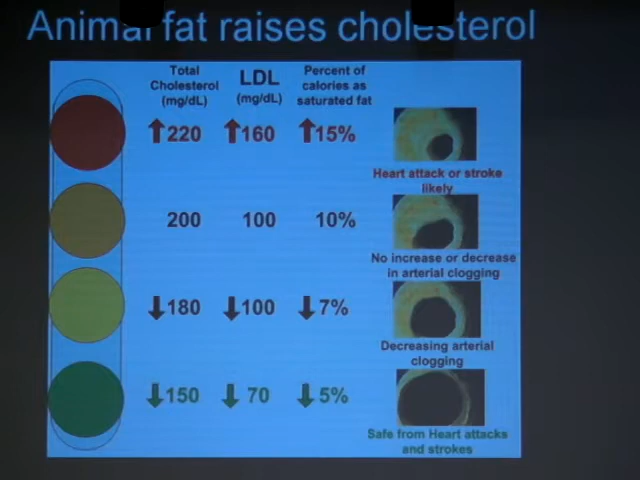 Animal fat raises cholesterol
Total Cholesterol (mg/dL)
LDL (mg/dL)
Percent of calories as saturated fat
220 160 15%
Heart attack or stroke
likely
200 100 10%
No increase or decrease
in arterial clogging
180 100 7%
Decreasing arterial
clogging
150 70 5%
Safe from Heart attacks
and strokes